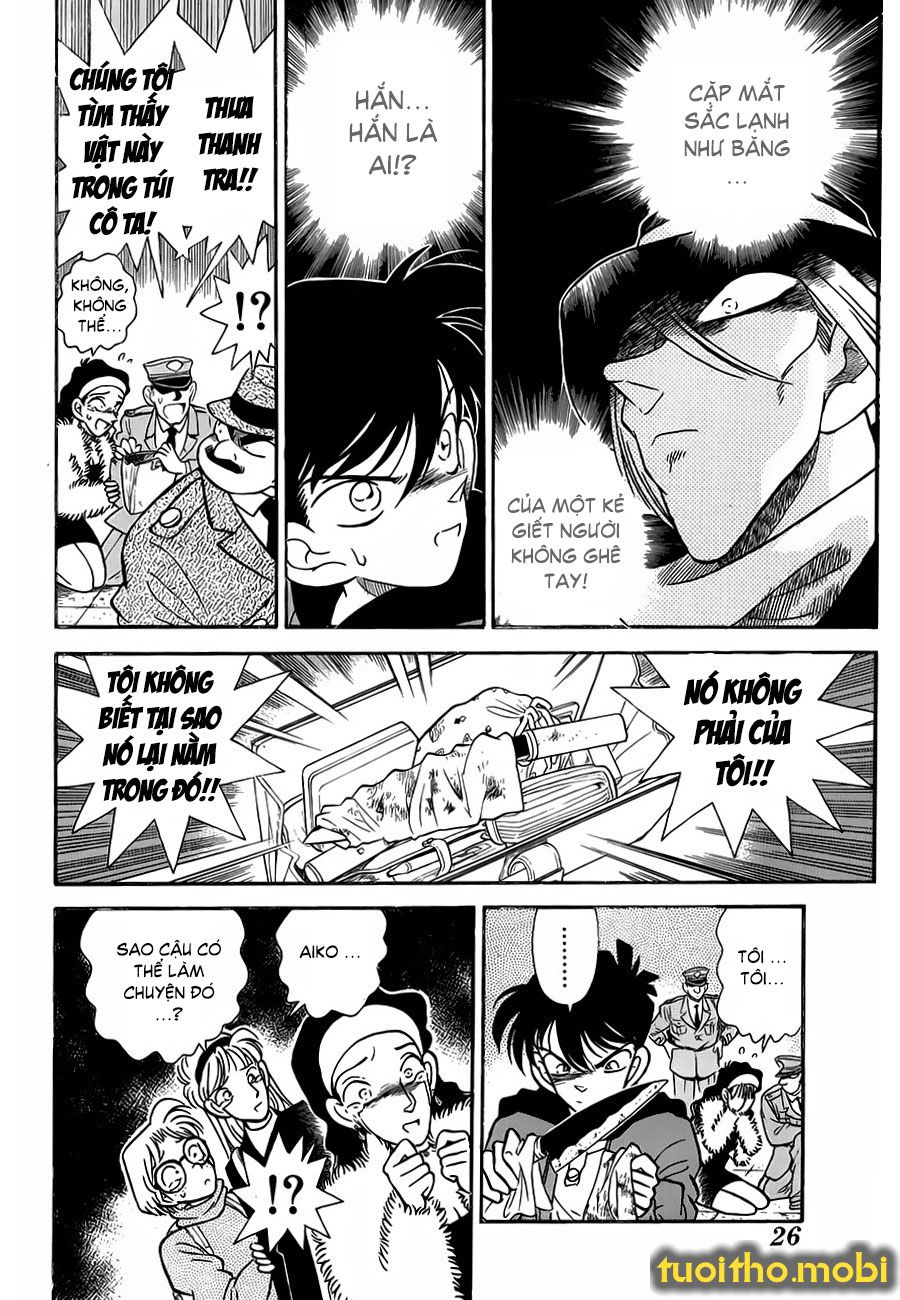 CẶP MẮT
SẮC LẠNH
NHƯ BĂNG
...
CỦA MỘT KẺ
GIẾT NGƯỜI
KHÔNG GHÊ
TAY!
HẮN...
HẮN LÀ
AI!?
THƯA
THANH
TRA!!
CHÚNG TÔI
TÌM THẤY
VẬT NÀY
TRONG TÚI
CÔ TA!
!?
KHÔNG,
KHÔNG
THỂ...
NÓ KHÔNG
PHẢI CỦA
TÔI!!
TÔI KHÔNG
BIẾT TẠI SAO
NÓ LẠI NẰM
TRONG ĐÓ!!
TÔI ...
TÔI...
......
AIKO ...
SAO CẬU CÓ
THỂ LÀM
CHUYỆN ĐÓ
...?
!?
26
tuoitho.mobi